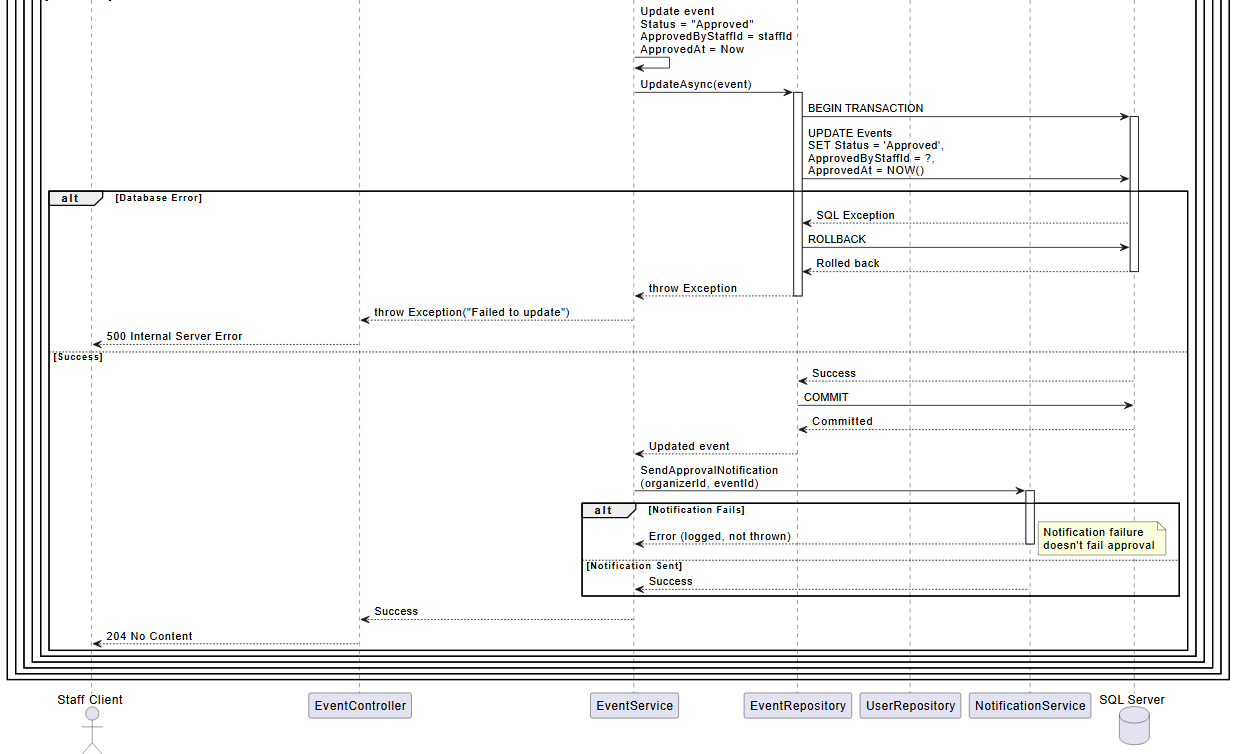 Update event
Status = "Approved"
ApprovedByStaffId = staffId
ApprovedAt = Now
UpdateAsync(event)
BEGIN TRANSACTION
UPDATE Events
SET Status = 'Approved',
ApprovedByStaffId = ?,
ApprovedAt = NOW()
alt [Database Error]
SQL Exception
ROLLBACK
Rolled back
throw Exception
throw Exception("Failed to update")
500 Internal Server Error
[Success]
Success
COMMIT
Committed
Updated event
SendApprovalNotification
(organizerId, eventId)
alt [Notification Fails]
Notification failure
doesn't fail approval
Error (logged, not thrown)
[Notification Sent]
Success
Success
204 No Content
Staff Client
EventController
EventService
EventRepository
UserRepository
NotificationService
SQL Server